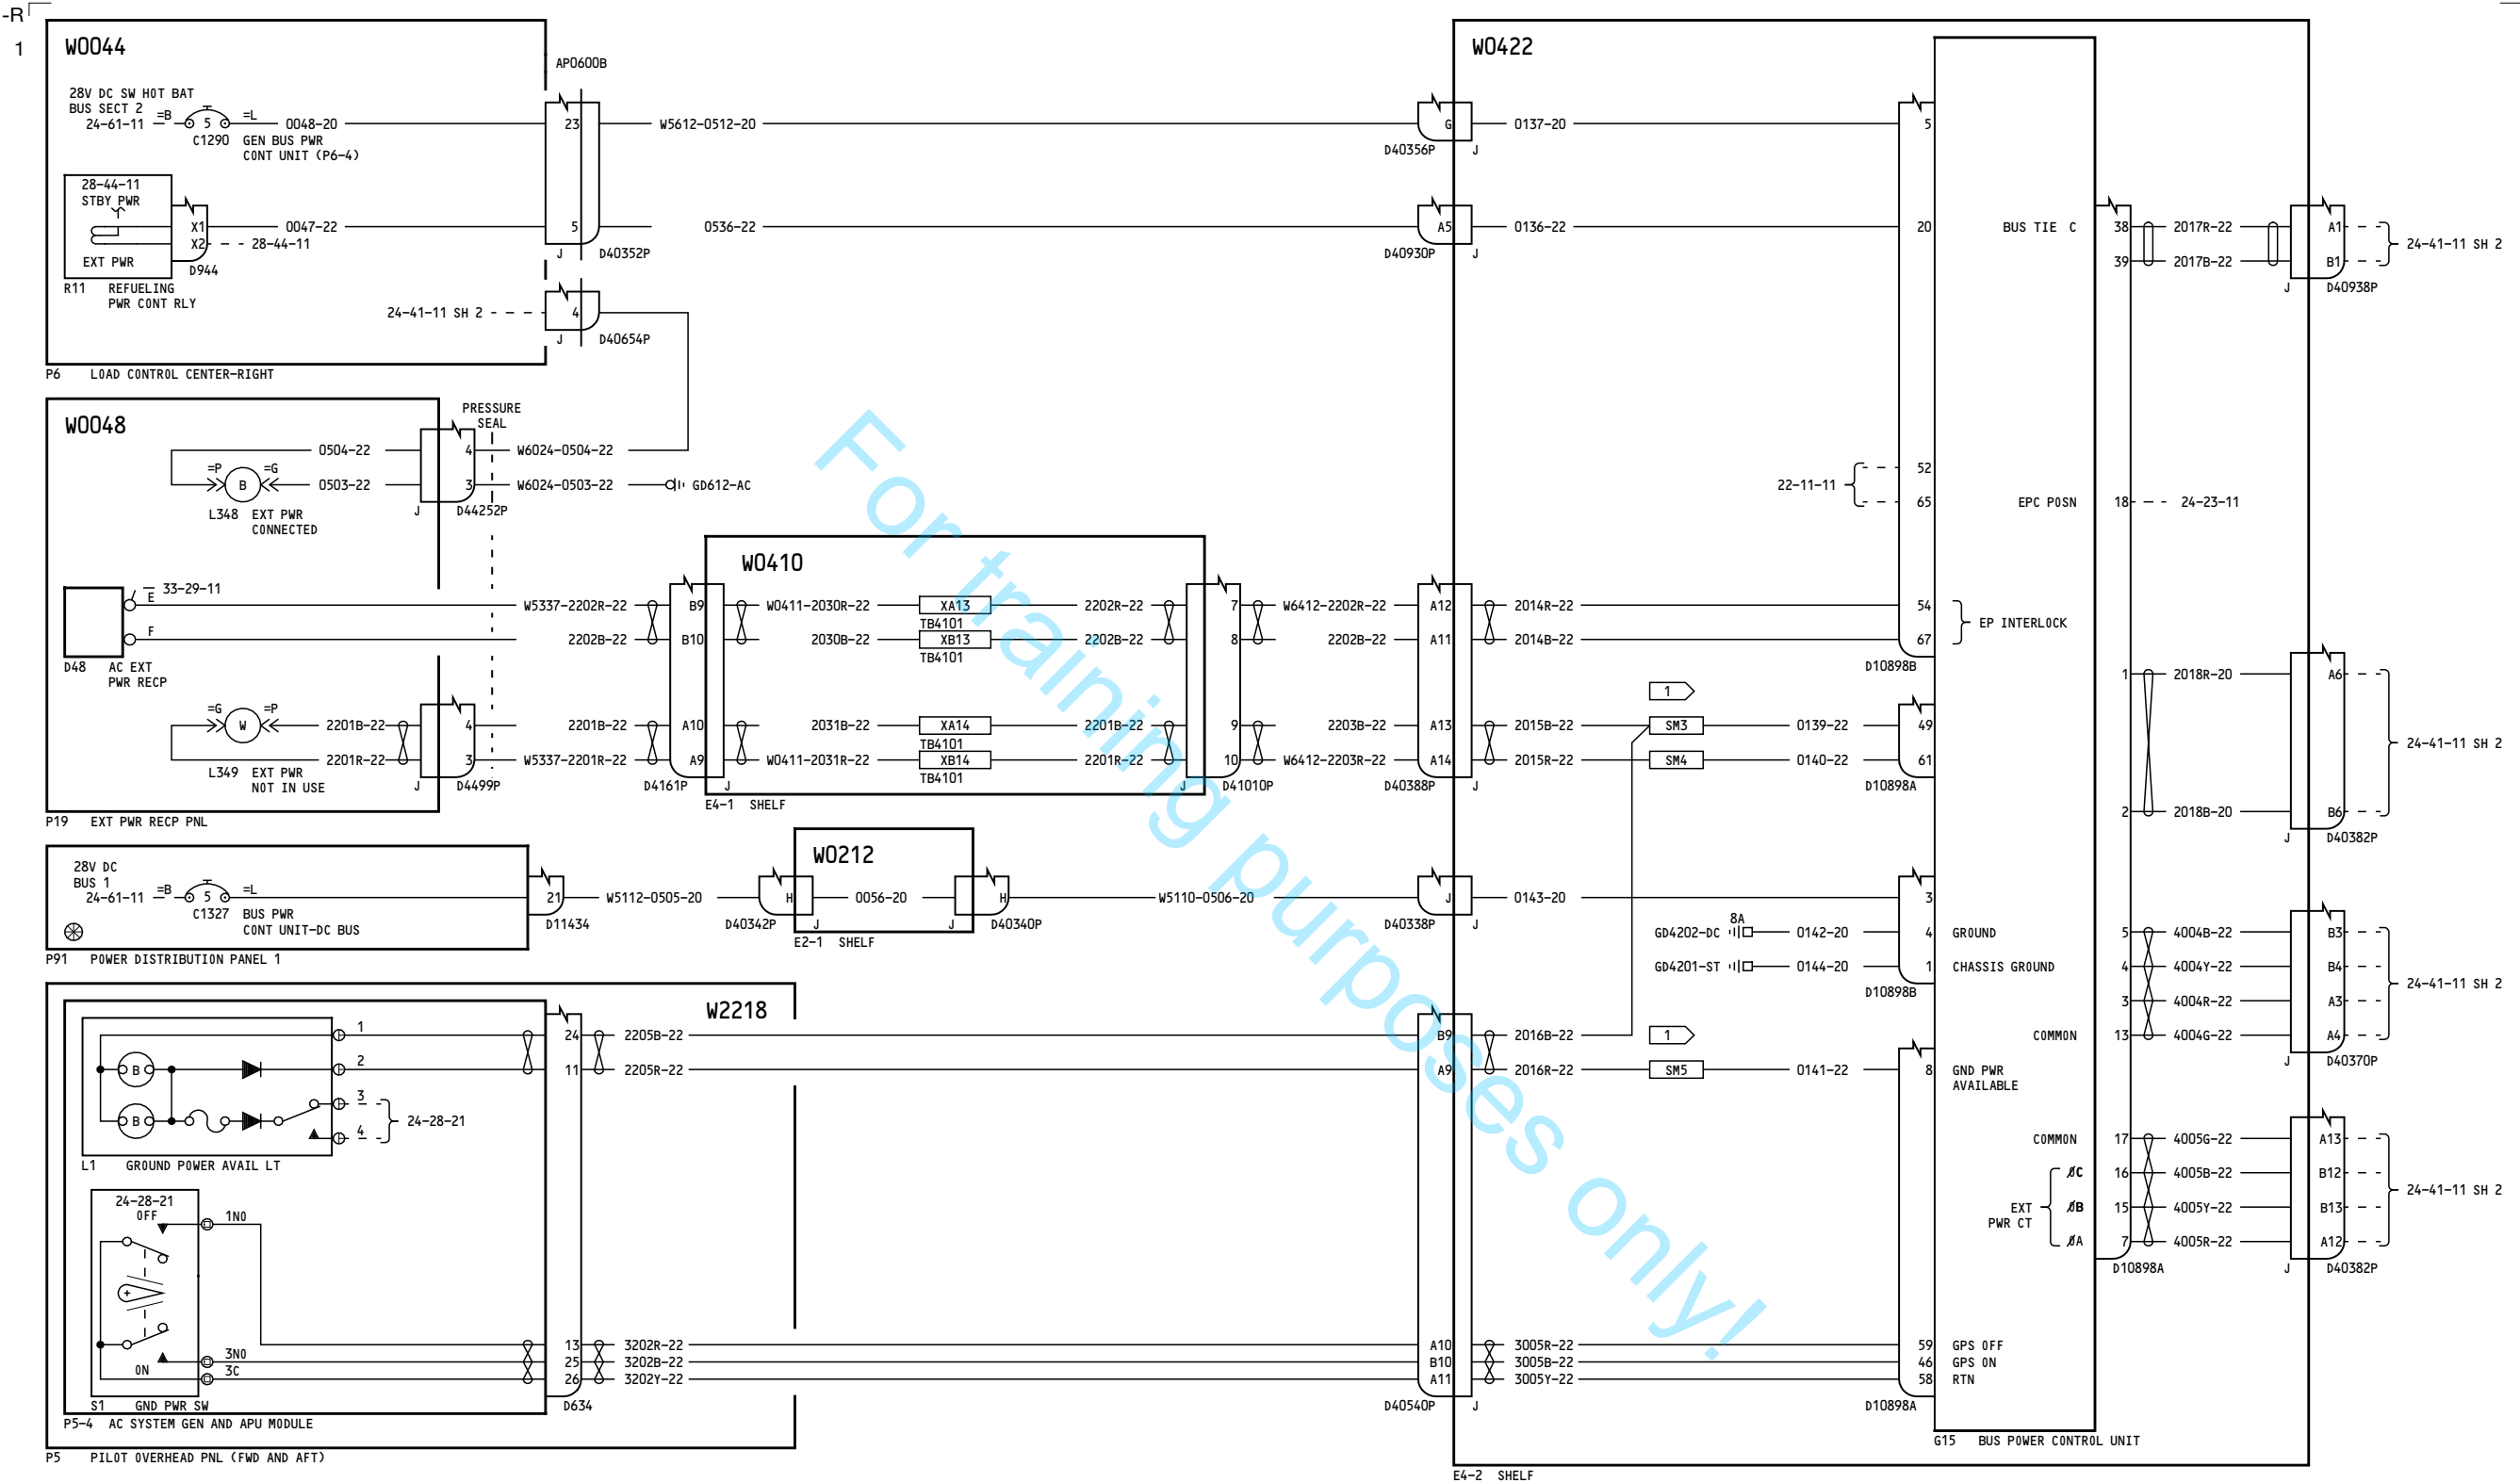 -R
1
W0044
AP0600B
28V DC SW HOT BAT
BUS SECT 2
24-61-11
=B
5
=L
0048-20
C1290
GEN BUS PWR
CONT UNIT (P6-4)
23
W5612-0512-20
28-44-11
STBY PWR
EXT PWR
X1
0047-22
X2
28-44-11
D944
R11
REFUELING
PWR CONT RLY
5
0536-22
J
D40352P
24-41-11 SH 2
4
J
D40654P
P6
LOAD CONTROL CENTER-RIGHT
W0048
PRESSURE
SEAL
0504-22
4
W6024-0504-22
=P
B
=G
0503-22
3
W6024-0503-22
GD612-AC
L348
EXT PWR
CONNECTED
J
D44252P
33-29-11
E
F
D48
AC EXT
PWR RECP
W5337-2202R-22
2202B-22
=G
W
=P
2201B-22
4
2201B-22
2201R-22
3
W5337-2201R-22
L349
EXT PWR
NOT IN USE
J
D4499P
P19
EXT PWR RECP PNL
W0410
B9
W0411-2030R-22
XA13
TB4101
2202R-22
7
W6412-2202R-22
B10
2030B-22
XB13
TB4101
2202B-22
8
2202B-22
A10
2031B-22
XA14
TB4101
2201B-22
9
2203B-22
A9
W0411-2031R-22
XB14
TB4101
2201R-22
10
W6412-2203R-22
D4161P
J
J
D41010P
E4-1
SHELF
28V DC
BUS 1
24-61-11
=B
5
=L
C1327
BUS PWR
CONT UNIT-DC BUS
21
W5112-0505-20
D11434
P91
POWER DISTRIBUTION PANEL 1
W0212
H
0056-20
H
W5110-0506-20
D40342P
J
J
D40340P
E2-1
SHELF
W2218
1
2
3
4
B
B
24-28-21
L1
GROUND POWER AVAIL LT
24
2205B-22
11
2205R-22
24-28-21
OFF
1NO
ON
3NO
3C
S1
GND PWR SW
13
3202R-22
25
3202B-22
26
3202Y-22
D634
P5-4
AC SYSTEM GEN AND APU MODULE
P5
PILOT OVERHEAD PNL (FWD AND AFT)
W0422
G
0137-20
5
D40356P
J
A5
0136-22
20
D40930P
J
BUS TIE C
38
2017R-22
A1
39
2017B-22
B1
24-41-11 SH 2
J
D40938P
22-11-11
52
65
EPC POSN
18
24-23-11
A12
2014R-22
54
A11
2014B-22
67
EP INTERLOCK
D10898B
1
A13
2015B-22
SM3
0139-22
49
A14
2015R-22
SM4
0140-22
61
D40388P
J
D10898A
1
2018R-20
A6
2
2018B-20
B6
24-41-11 SH 2
J
D40382P
J
0143-20
3
D40338P
J
GD4202-DC
8A
0142-20
4
GROUND
GD4201-ST
0144-20
1
CHASSIS GROUND
D10898B
5
4004B-22
B3
4
4004Y-22
B4
3
4004R-22
A3
COMMON
13
4004G-22
A4
24-41-11 SH 2
J
D40370P
B9
2016B-22
1
A9
2016R-22
SM5
0141-22
8
GND PWR
AVAILABLE
COMMON
17
4005G-22
A13
ØC
16
4005B-22
B12
EXT
PWR CT
ØB
15
4005Y-22
B13
ØA
7
4005R-22
A12
24-41-11 SH 2
D10898A
J
D40382P
A10
3005R-22
59
GPS OFF
B10
3005B-22
46
GPS ON
A11
3005Y-22
58
RTN
D40540P
J
D10898A
G15
BUS POWER CONTROL UNIT
E4-2
SHELF
For training purposes only!